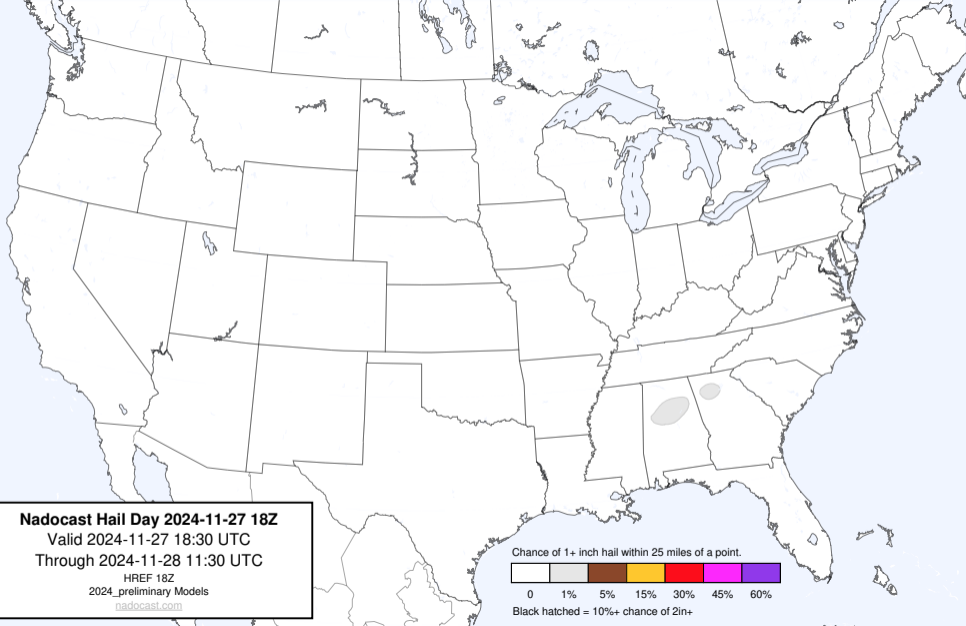 Nadocast Hail Day 2024-11-27 18Z
Valid 2024-11-27 18:30 UTC
Through 2024-11-28 11:30 UTC
HREF 18Z
2024_preliminary Models
nadocast.com
Chance of 1+ inch hail within 25 miles of a point.
0 1% 5% 15% 30% 45% 60%
Black hatched = 10%+ chance of 2in+